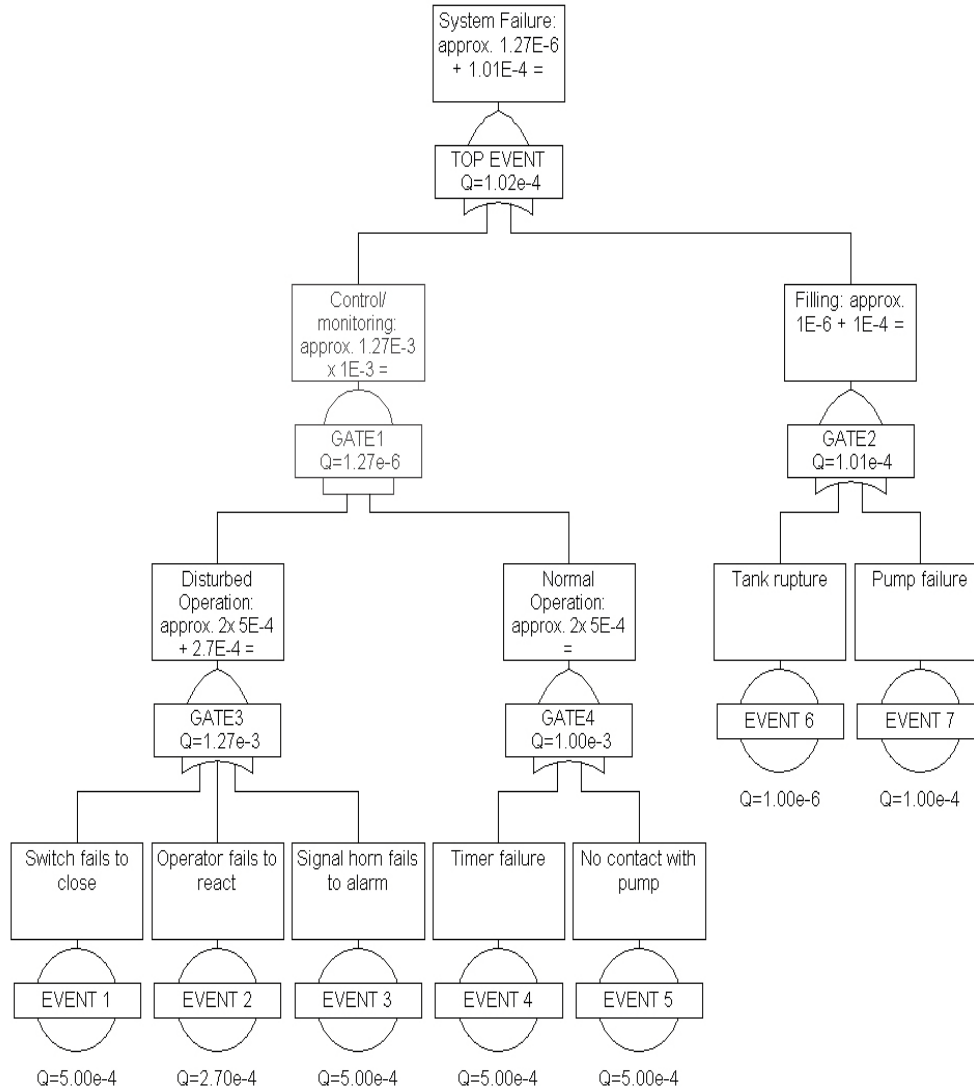 System Failure:
approx. 1.27E-6
+ 1.01E-4 =
TOP EVENT
Q=1.02e-4
Control/
monitoring:
approx. 1.27E-3
x 1E-3 =
Filling: approx.
1E-6 + 1E-4 =
GATE1
Q=1.27e-6
GATE2
Q=1.01e-4
Disturbed
Operation:
approx. 2x 5E-4
+ 2.7E-4 =
Normal
Operation:
approx. 2x 5E-4
=
Tank rupture
Pump failure
GATE3
Q=1.27e-3
GATE4
Q=1.00e-3
EVENT 6
EVENT 7
Q=1.00e-6
Q=1.00e-4
Switch fails to
close
Operator fails to
react
Signal horn fails
to alarm
Timer failure
No contact with
pump
EVENT 1
EVENT 2
EVENT 3
EVENT 4
EVENT 5
Q=5.00e-4
Q=2.70e-4
Q=5.00e-4
Q=5.00e-4
Q=5.00e-4